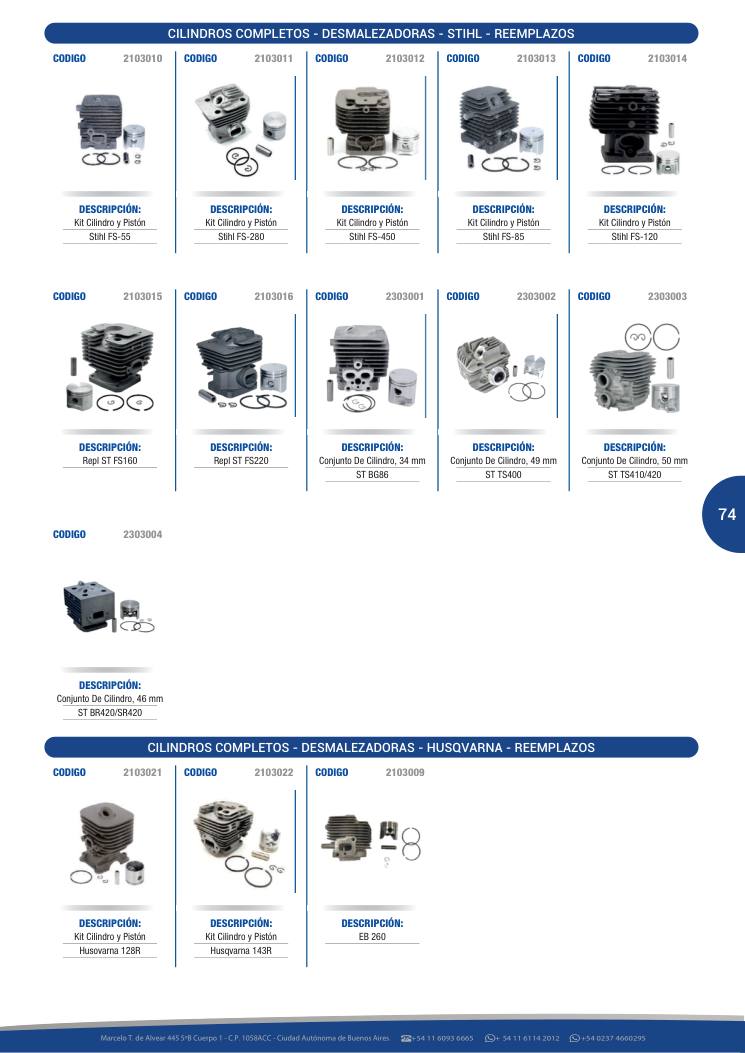 CILINDROS COMPLETOS - DESMALEZADORAS - STIHL - REEMPLAZOS
CODIGO 2103010
DESCRIPCIÓN:
Kit Cilindro y Pistón
Stihl FS-55
CODIGO 2103011
DESCRIPCIÓN:
Kit Cilindro y Pistón
Stihl FS-280
CODIGO 2103012
DESCRIPCIÓN:
Kit Cilindro y Pistón
Stihl FS-450
CODIGO 2103013
DESCRIPCIÓN:
Kit Cilindro y Pistón
Stihl FS-85
CODIGO 2103014
DESCRIPCIÓN:
Kit Cilindro y Pistón
Stihl FS-120
CODIGO 2103015
DESCRIPCIÓN:
Repl ST FS160
CODIGO 2103016
DESCRIPCIÓN:
Repl ST FS220
CODIGO 2303001
DESCRIPCIÓN:
Conjunto De Cilindro, 34 mm
ST BG86
CODIGO 2303002
DESCRIPCIÓN:
Conjunto De Cilindro, 49 mm
ST TS400
CODIGO 2303003
DESCRIPCIÓN:
Conjunto De Cilindro, 50 mm
ST TS410/420
74
CODIGO 2303004
DESCRIPCIÓN:
Conjunto De Cilindro, 46 mm
ST BR420/SR420
CILINDROS COMPLETOS - DESMALEZADORAS - HUSQVARNA - REEMPLAZOS
CODIGO 2103021
DESCRIPCIÓN:
Kit Cilindro y Pistón
Husovarna 128R
CODIGO 2103022
DESCRIPCIÓN:
Kit Cilindro y Pistón
Husqvarna 143R
CODIGO 2103009
DESCRIPCIÓN:
EB 260
Marcelo T. de Alvear 445 5ºB Cuerpo 1 - C.P. 1058ACC - Ciudad Autónoma de Buenos Aires. +54 11 6093 6665 + 54 11 6114 2012 +54 0237 4660295